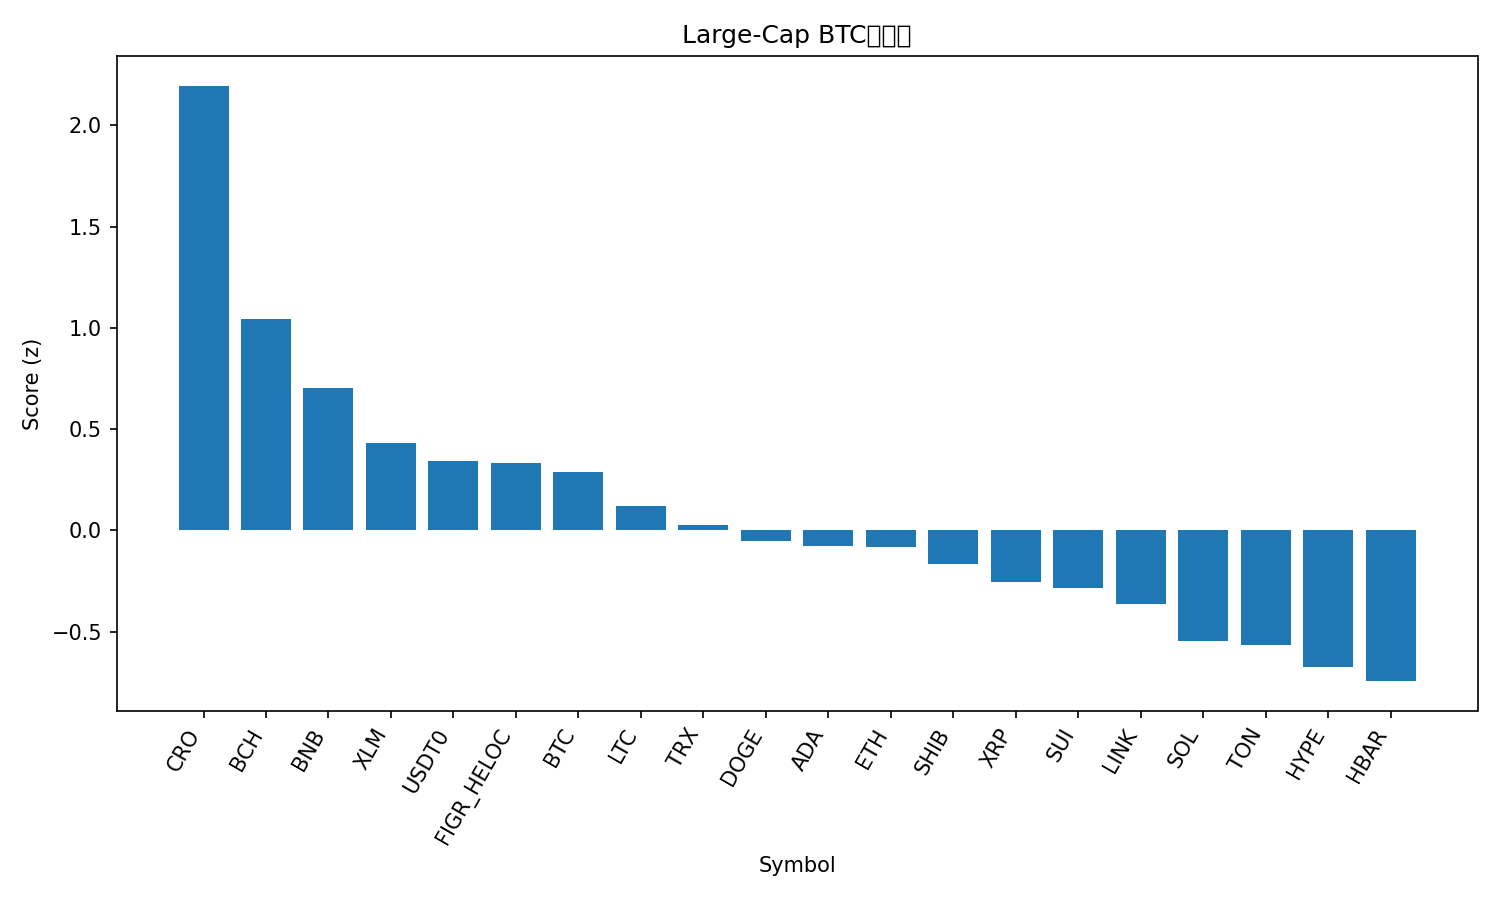 Large-Cap BTC
2.0
1.5
1.0
0.5
0.0
−0.5
Score (z)
CRO
BCH
BNB
XLM
USDT0
FIGR_HELOC
BTC
LTC
TRX
DOGE
ADA
ETH
SHIB
XRP
SUI
LINK
SOL
TON
HYPE
HBAR
Symbol